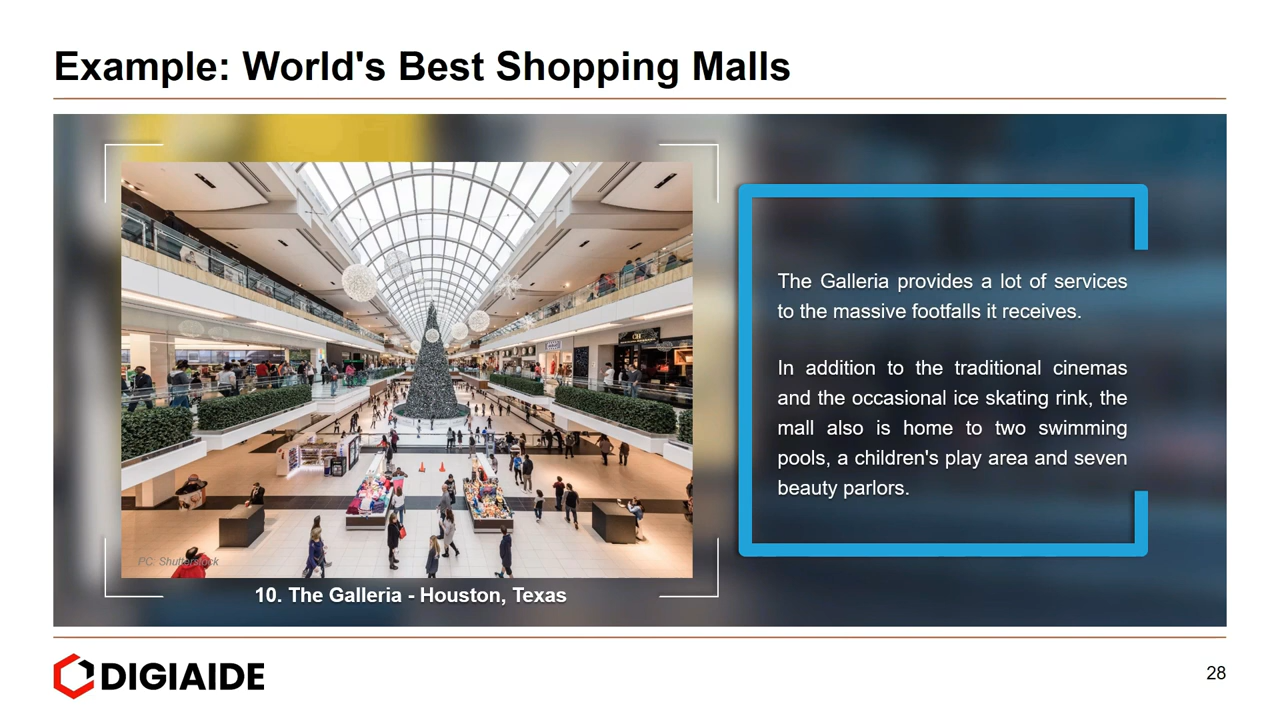 Example: World's Best Shopping Malls
The Galleria provides a lot of services
to the massive footfalls it receives.
In addition to the traditional cinemas
and the occasional ice skating rink, the
mall also is home to two swimming
pools, a children's play area and seven
beauty parlors.
PC: Shutterstock
10. The Galleria - Houston, Texas
DIGIAIDE
28